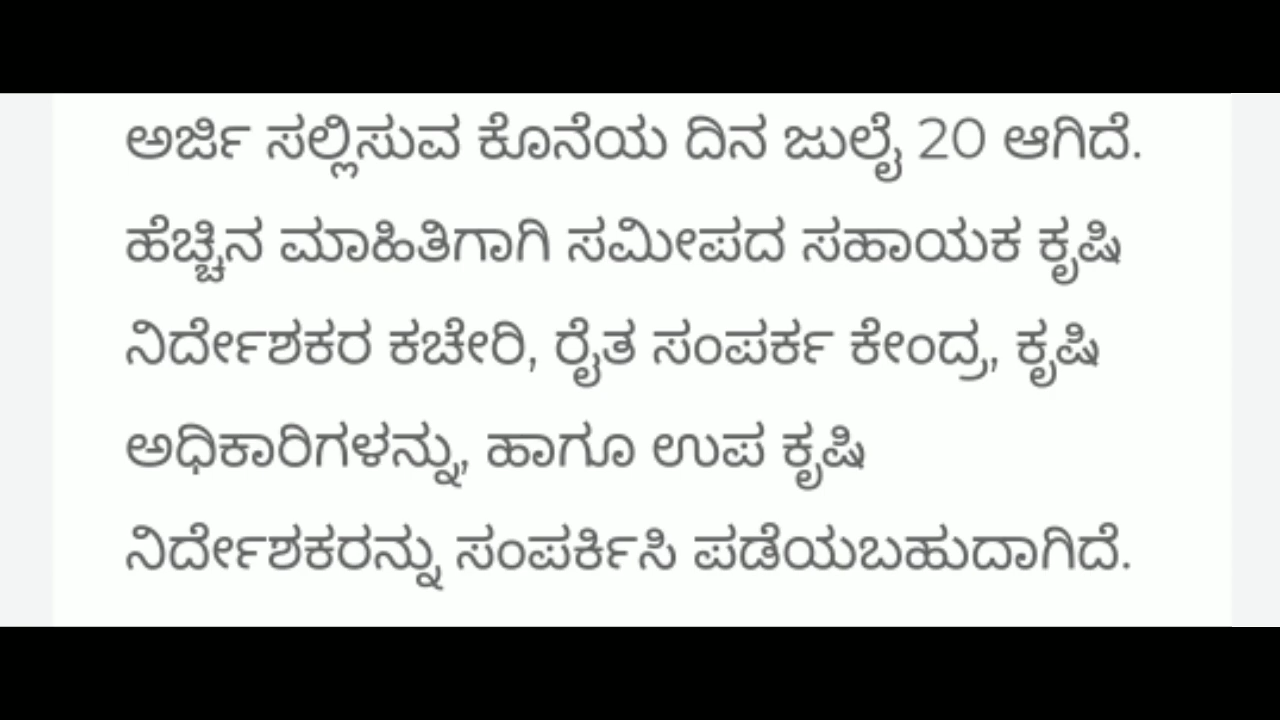 ಅರ್ಜಿ ಸಲ್ಲಿಸುವ ಕೊನೆಯ ದಿನ ಜುಲೈ 20 ಆಗಿದೆ.
ಹೆಚ್ಚಿನ ಮಾಹಿತಿಗಾಗಿ ಸಮೀಪದ ಸಹಾಯಕ ಕೃಷಿ
ನಿರ್ದೇಶಕರ ಕಚೇರಿ, ರೈತ ಸಂಪರ್ಕ ಕೇಂದ್ರ, ಕೃಷಿ
ಅಧಿಕಾರಿಗಳನ್ನು, ಹಾಗೂ ಉಪ ಕೃಷಿ
ನಿರ್ದೇಶಕರನ್ನು ಸಂಪರ್ಕಿಸಿ ಪಡೆಯಬಹುದಾಗಿದೆ.